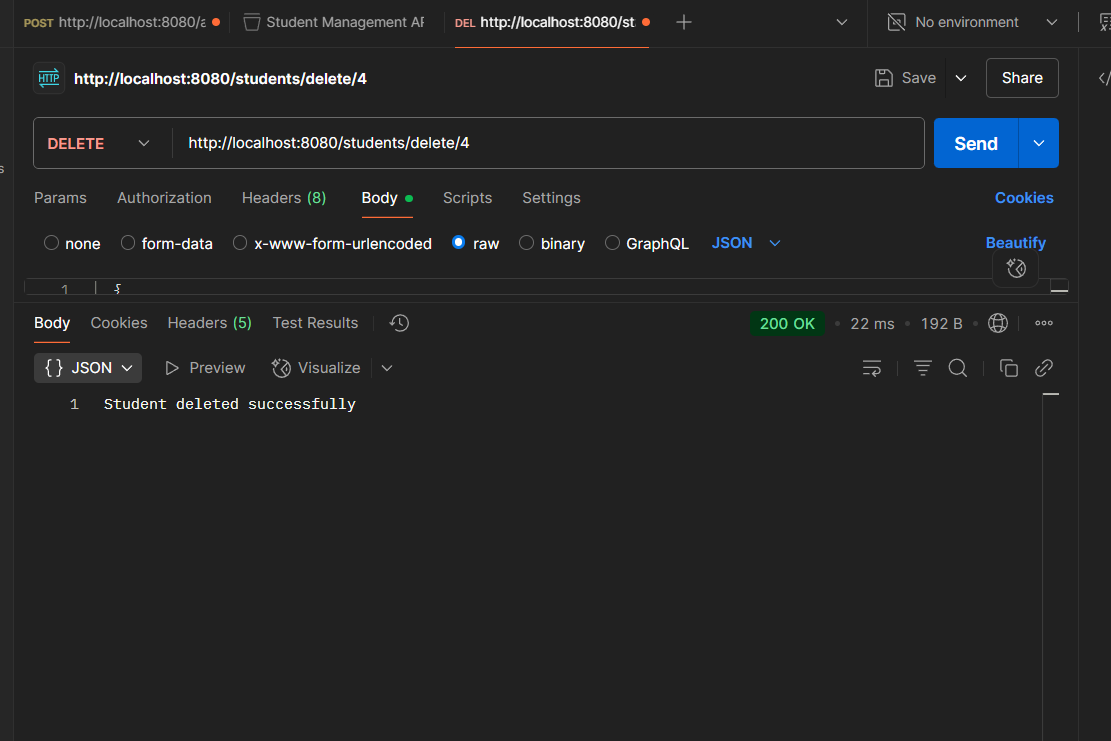 POST http://localhost:8080/a Student Management AP DEL http://localhost:8080/st No environment
HTTP http://localhost:8080/students/delete/4 Save Share
DELETE http://localhost:8080/students/delete/4 Send
s
Params Authorization Headers (8) Body Scripts Settings Cookies
none form-data x-www-form-urlencoded raw binary GraphQL JSON Beautify
1 {
Body Cookies Headers (5) Test Results 200 OK 22 ms 192 B
{} JSON Preview Visualize
1 Student deleted successfully